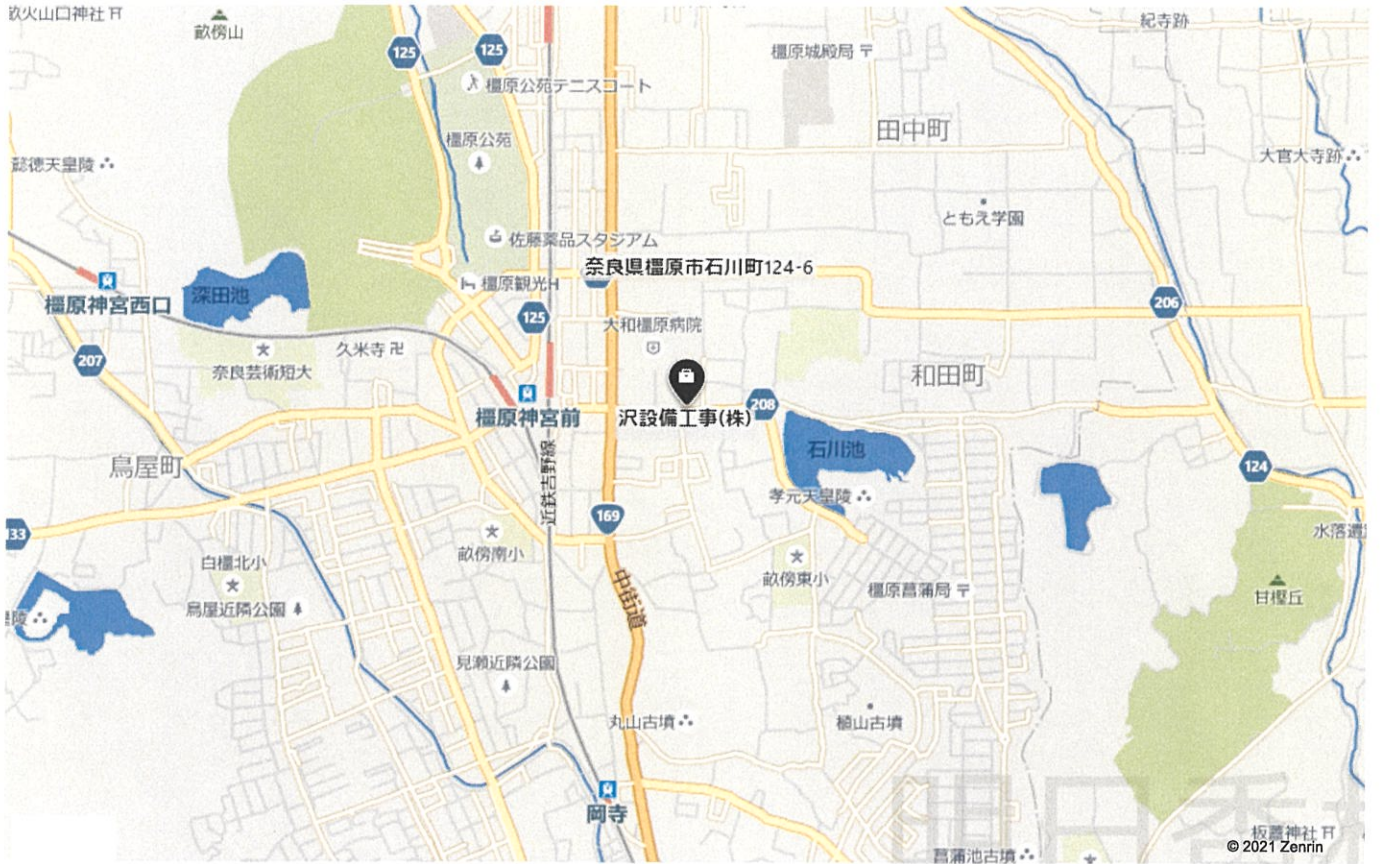 畝火山口神社
畝傍山
125
125
紀寺跡
橿原城殿局
橿原公苑テニスコート
田中町
橿原公苑
懿徳天皇陵
大官大寺跡
ともえ学園
佐藤薬品スタジアム
奈良県橿原市石川町124-6
橿原観光H
深田池
橿原神宮西口
206
125
大和橿原病院
久米寺
207
奈良芸術短大
和田町
208
橿原神宮前
沢設備工事(株)
石川池
近鉄吉野線
鳥屋町
124
孝元天皇陵
169
133
水落遺
畝傍南小
白橿北小
畝傍東小
橿原菖蒲局
中街道
甘樫丘
鳥屋近隣公園
陵
見瀬近隣公園
丸山古墳
植山古墳
岡寺
明日香村
板蓋神社
菖蒲池古墳
© 2021 Zenrin